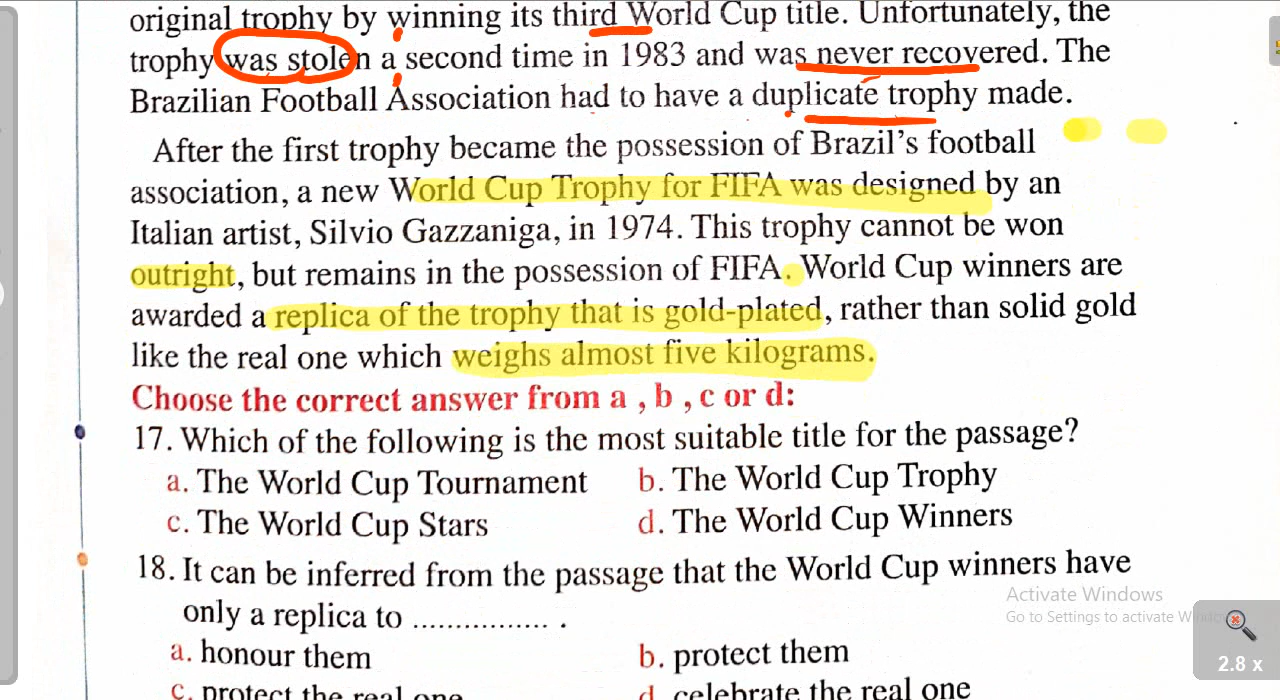 original trophy by winning its third World Cup title. Unfortunately, the
trophy was stolen a second time in 1983 and was never recovered. The
Brazilian Football Association had to have a duplicate trophy made.
After the first trophy became the possession of Brazil's football
association, a new World Cup Trophy for FIFA was designed by an
Italian artist, Silvio Gazzaniga, in 1974. This trophy cannot be won
outright, but remains in the possession of FIFA. World Cup winners are
awarded a replica of the trophy that is gold-plated, rather than solid gold
like the real one which weighs almost five kilograms.
Choose the correct answer from a , b , c or d:
17. Which of the following is the most suitable title for the passage?
a. The World Cup Tournament b. The World Cup Trophy
c. The World Cup Stars d. The World Cup Winners
18. It can be inferred from the passage that the World Cup winners have
only a replica to ................ .
a. honour them b. protect them
c. protect the real one d. celebrate the real one
Activate Windows
Go to Settings to activate
2.8 x